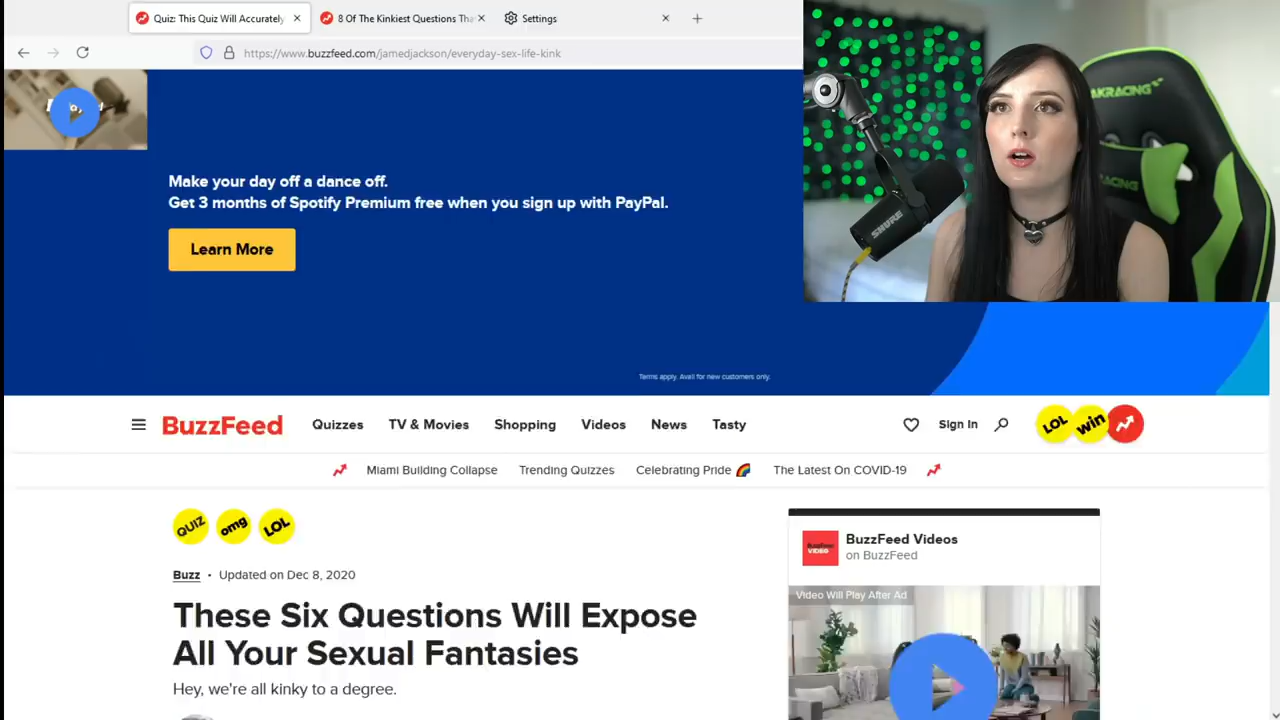 Quiz: This Quiz Will Accurately
8 Of The Kinkiest Questions Tha
Settings
https://www.buzzfeed.com/jamedjackson/everyday-sex-life-kink
AKRACING
RACING
SHURE
Make your day off a dance off.
Get 3 months of Spotify Premium free when you sign up with PayPal.
Learn More
Terms apply. Avail for new customers only.
BuzzFeed
Quizzes
TV & Movies
Shopping
Videos
News
Tasty
Sign In
LOL
win
Miami Building Collapse
Trending Quizzes
Celebrating Pride
The Latest On COVID-19
QUIZ
omg
LOL
BuzzFeed
VIDEO
BuzzFeed Videos
on BuzzFeed
Buzz · Updated on Dec 8, 2020
Video Will Play After Ad
These Six Questions Will Expose
All Your Sexual Fantasies
Hey, we're all kinky to a degree.